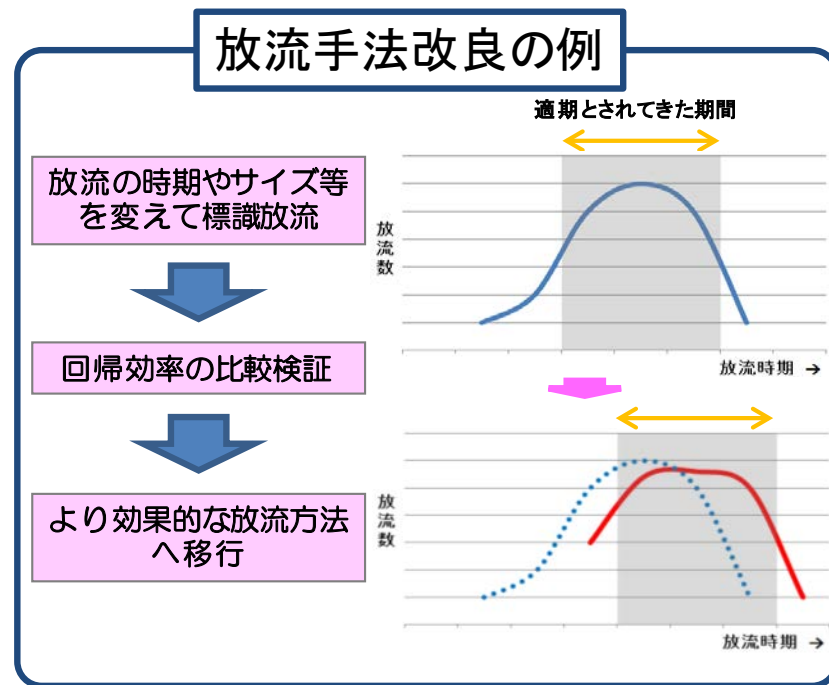 放流手法改良の例
適期とされてきた期間
放流の時期やサイズ等
を変えて標識放流
放流数
放流時期 →
回帰効率の比較検証
より効果的な放流方法
へ移行
放流数
放流時期 →